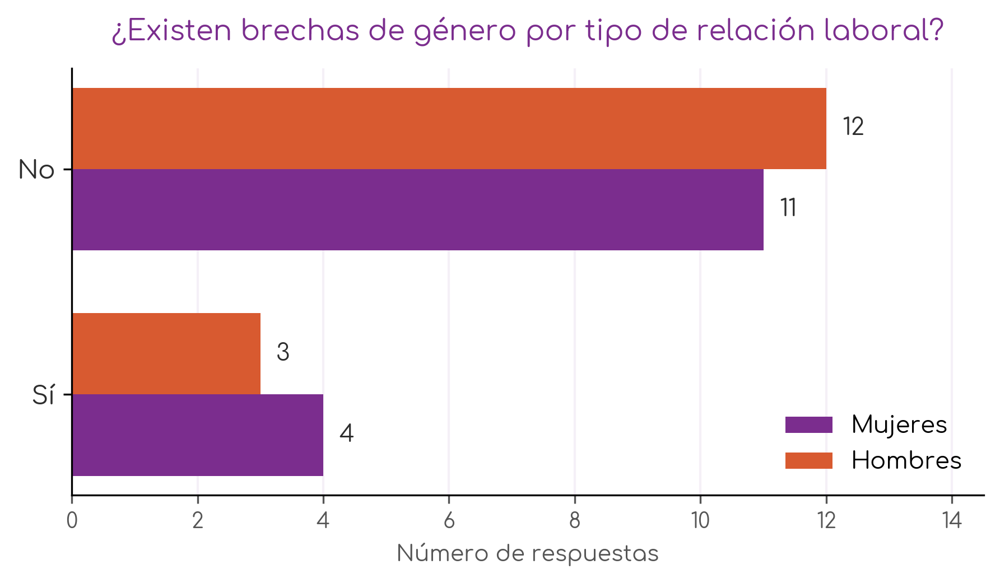 ¿Existen brechas de género por tipo de relación laboral?
No
12
11
Sí
3
4
Mujeres
Hombres
0 2 4 6 8 10 12 14
Número de respuestas